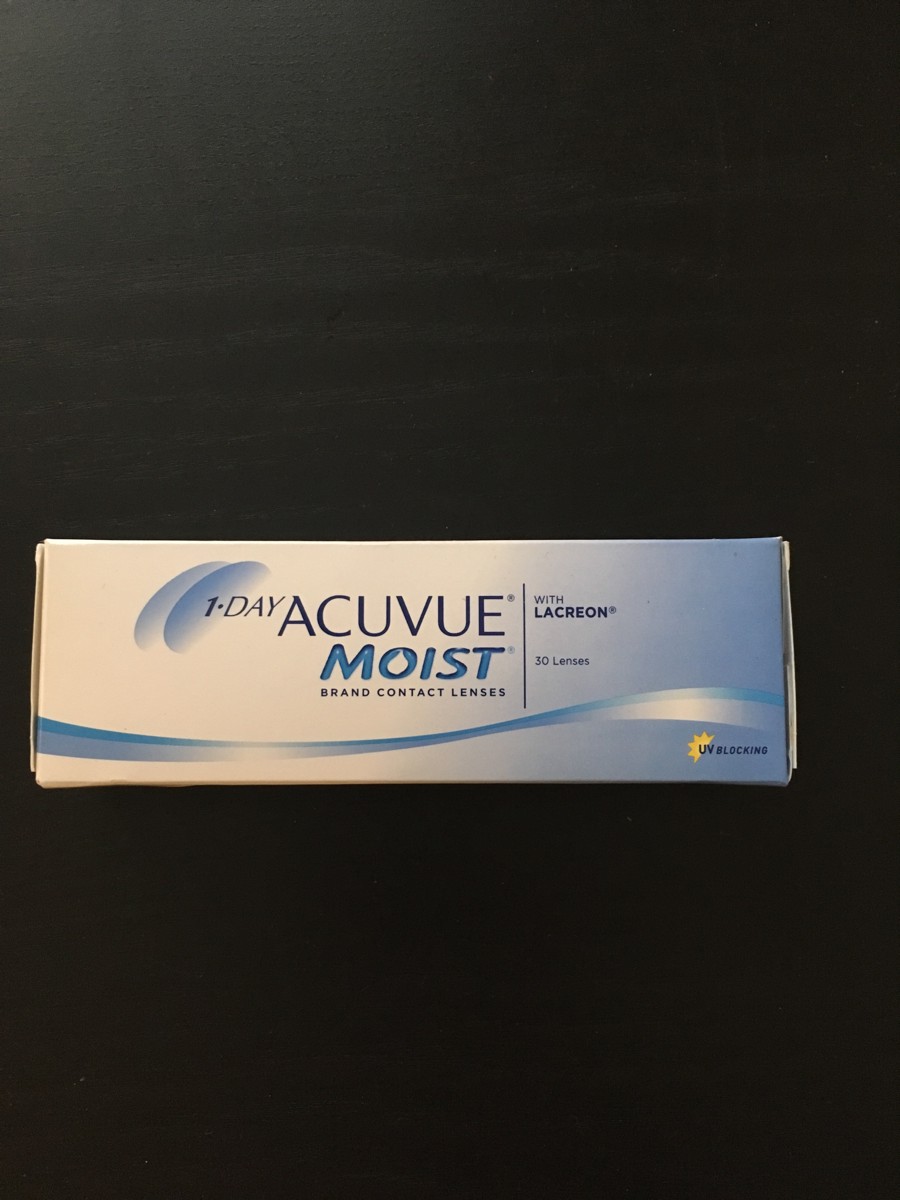 1·DAY ACUVUE®
MOIST®
BRAND CONTACT LENSES
WITH
LACREON®
30 Lenses
UV BLOCKING